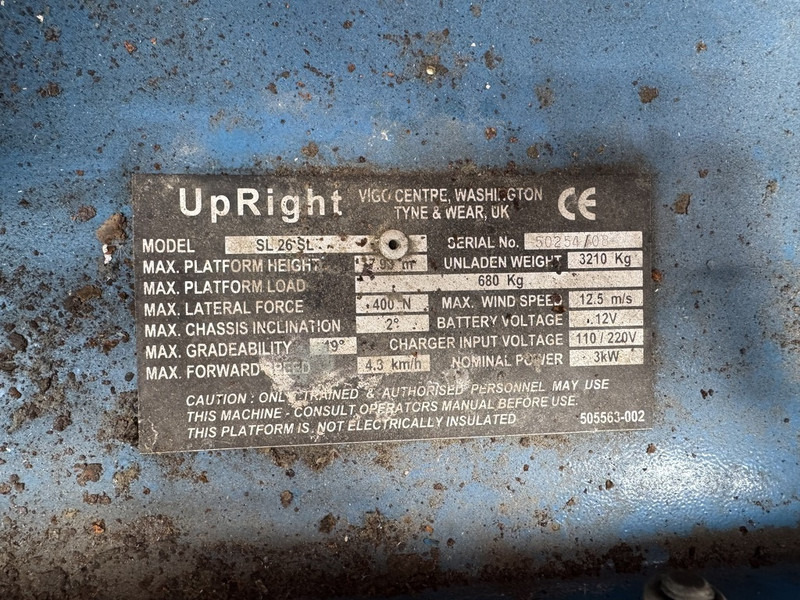 UpRight VIGO CENTRE, WASHINGTON
TYNE & WEAR, UK CE
MODEL SL 26 SL SERIAL No. 50254/08
MAX. PLATFORM HEIGHT 7.99 m UNLADEN WEIGHT 3210 Kg
MAX. PLATFORM LOAD 680 Kg
MAX. LATERAL FORCE 400 N MAX. WIND SPEED 12.5 m/s
MAX. CHASSIS INCLINATION 2° BATTERY VOLTAGE 12V
MAX. GRADEABILITY 19° CHARGER INPUT VOLTAGE 110 / 220V
MAX. FORWARD SPEED 4.3 km/h NOMINAL POWER 3kW
CAUTION : ONLY TRAINED & AUTHORISED PERSONNEL MAY USE
THIS MACHINE - CONSULT OPERATORS MANUAL BEFORE USE.
THIS PLATFORM IS NOT ELECTRICALLY INSULATED 505563-002